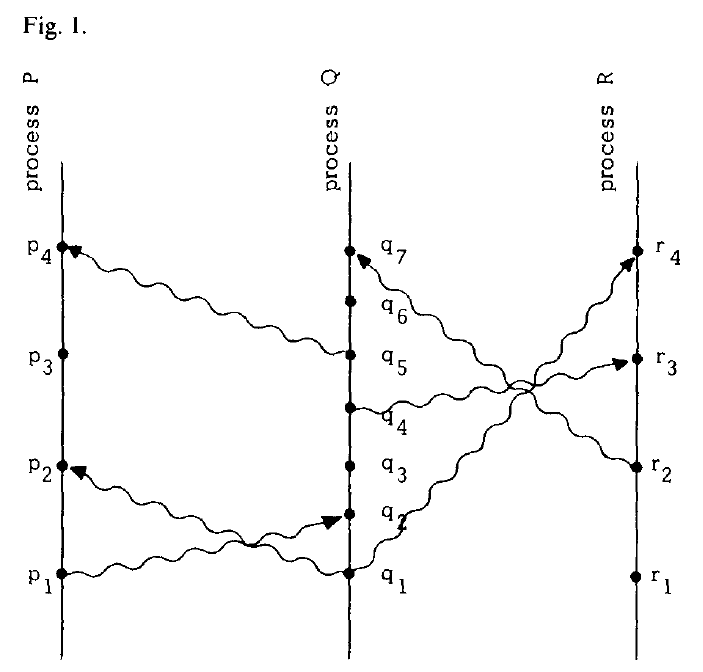 Fig. 1.
process P
process Q
process R
p4
q7
r4
q6
p3
q5
r3
q4
p2
q3
r2
q2
p1
q1
r1